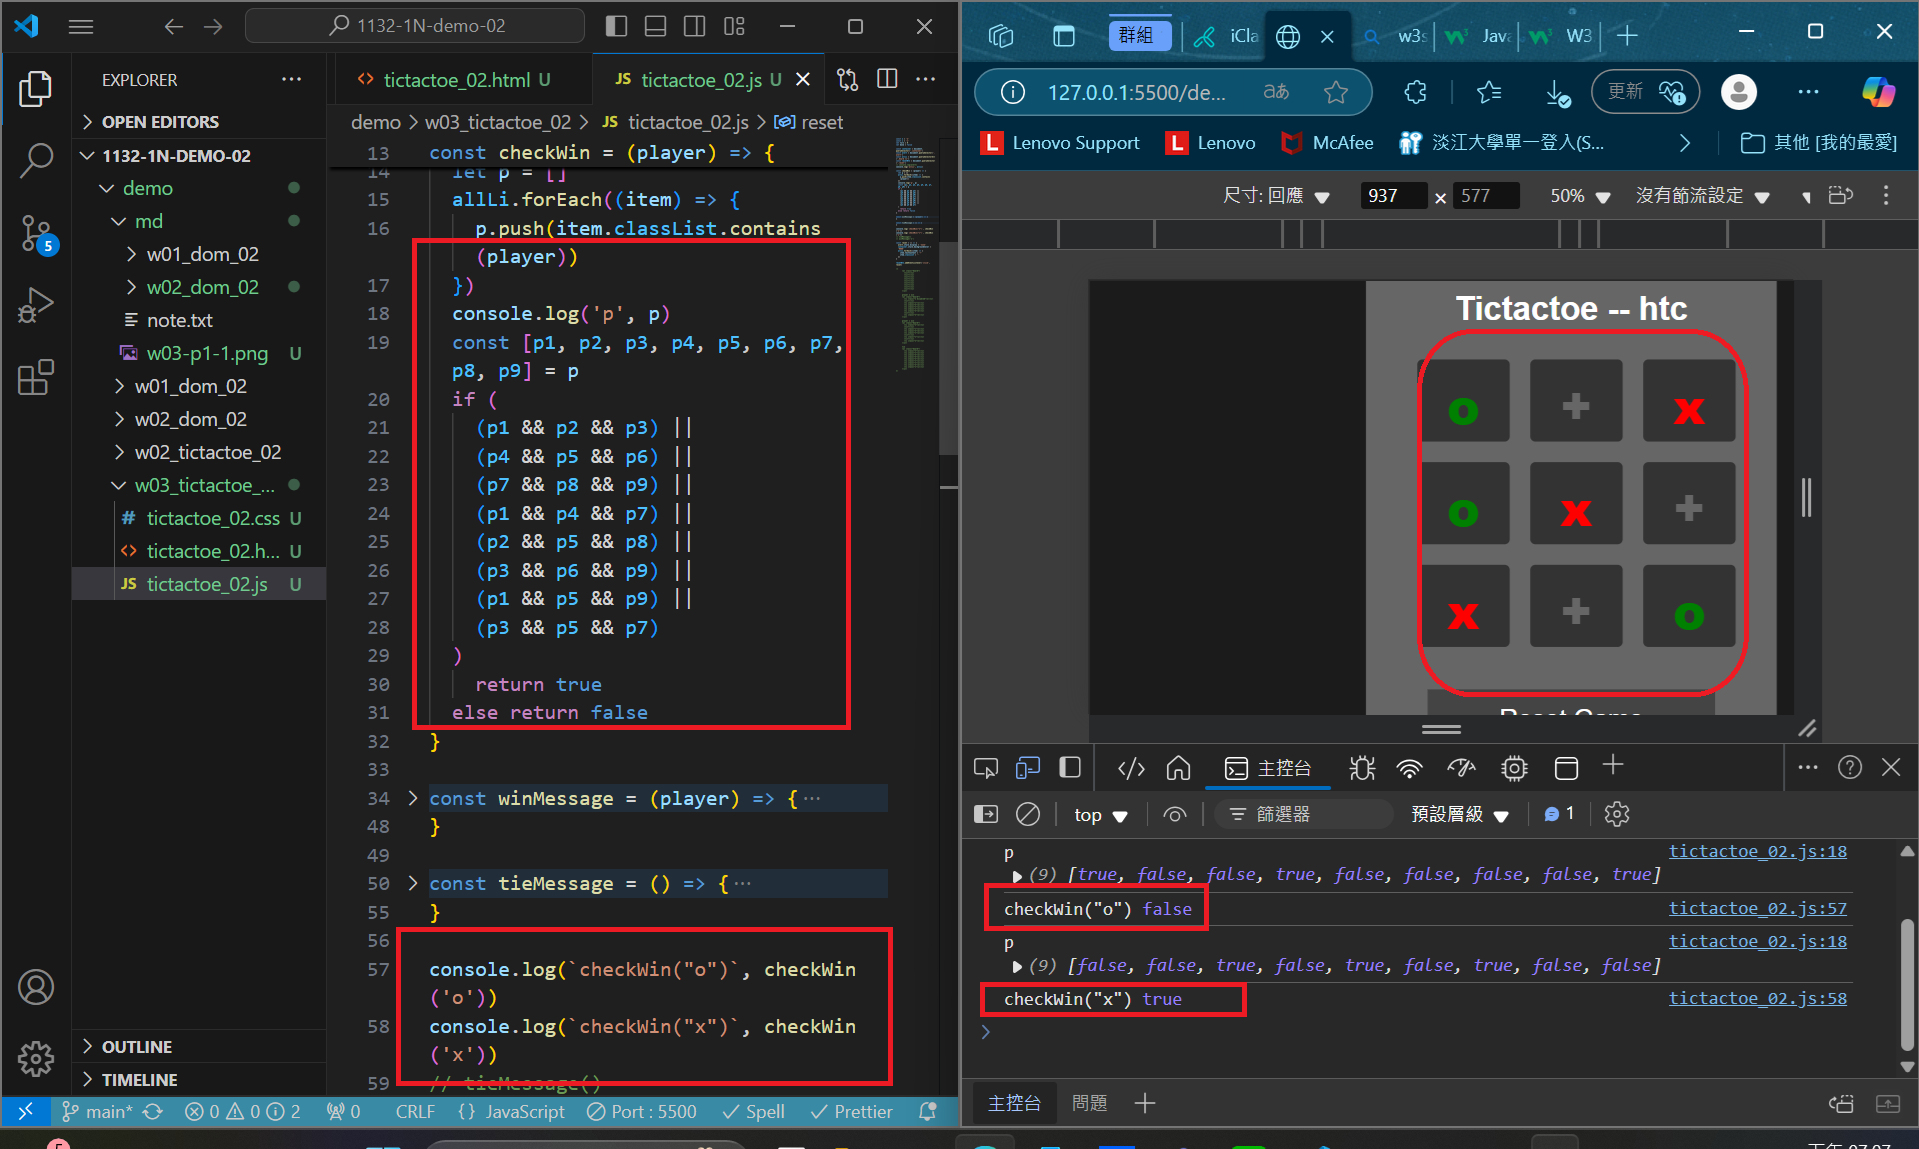 1132-1N-demo-02
EXPLORER
OPEN EDITORS
1132-1N-DEMO-02
demo
md
w01_dom_02
w02_dom_02
note.txt
w03-p1-1.png U
w01_dom_02
w02_dom_02
w02_tictactoe_02
w03_tictactoe_...
# tictactoe_02.css U
<> tictactoe_02.h... U
JS tictactoe_02.js U
OUTLINE
TIMELINE
5
<> tictactoe_02.html U
JS tictactoe_02.js U
demo > w03_tictactoe_02 > JS tictactoe_02.js > reset
13 const checkWin = (player) => {
14 let p = []
15 allLi.forEach((item) => {
16 p.push(item.classList.contains
(player))
17 })
18 console.log('p', p)
19 const [p1, p2, p3, p4, p5, p6, p7,
p8, p9] = p
20 if (
21 (p1 && p2 && p3) ||
22 (p4 && p5 && p6) ||
23 (p7 && p8 && p9) ||
24 (p1 && p4 && p7) ||
25 (p2 && p5 && p8) ||
26 (p3 && p6 && p9) ||
27 (p1 && p5 && p9) ||
28 (p3 && p5 && p7)
29 )
30 return true
31 else return false
32 }
33
34 const winMessage = (player) => {···
48 }
49
50 const tieMessage = () => {···
55 }
56
57 console.log(`checkWin("o")`, checkWin
('o'))
58 console.log(`checkWin("x")`, checkWin
('x'))
59 // tieMessage()
main* 0 0 2 0 CRLF {} JavaScript Port : 5500 Spell Prettier
群組 iCla w3s Jav W3
127.0.0.1:5500/de... aあ 更新
L Lenovo Support L Lenovo McAfee 淡江大學單一登入(S... 其他 [我的最愛]
尺寸: 回應 937 × 577 50% 沒有節流設定
Tictactoe -- htc
o + x
o x +
x + o
Reset Game
主控台
top 篩選器 預設層級 1
p tictactoe_02.js:18
(9) [true, false, false, true, false, false, false, false, true]
checkWin("o") false tictactoe_02.js:57
p tictactoe_02.js:18
(9) [false, false, true, false, true, false, true, false, false]
checkWin("x") true tictactoe_02.js:58
主控台 問題
5
下午 07:07